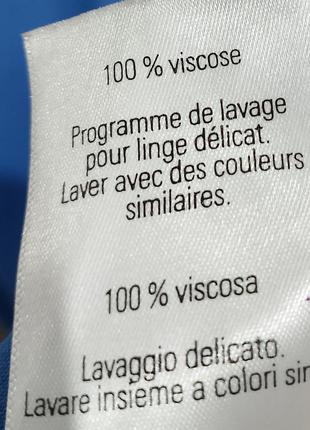 100 % viscose
Programme de lavage
pour linge délicat.
Laver avec des couleurs
similaires.
100 % viscosa
Lavaggio delicato.
Lavare insieme a colori